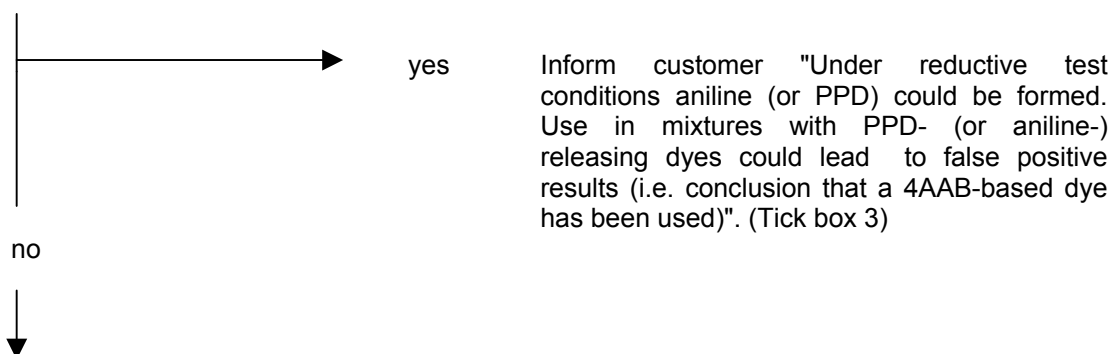 yes
Inform customer "Under reductive test
conditions aniline (or PPD) could be formed.
Use in mixtures with PPD- (or aniline-)
releasing dyes could lead to false positive
results (i.e. conclusion that a 4AAB-based dye
has been used)". (Tick box 3)
no